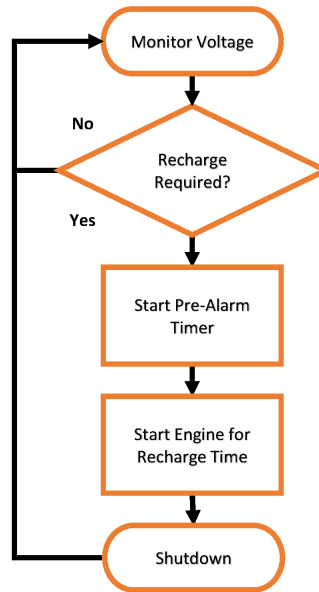 Monitor Voltage
No
Recharge
Required?
Yes
Start Pre-Alarm
Timer
Start Engine for
Recharge Time
Shutdown